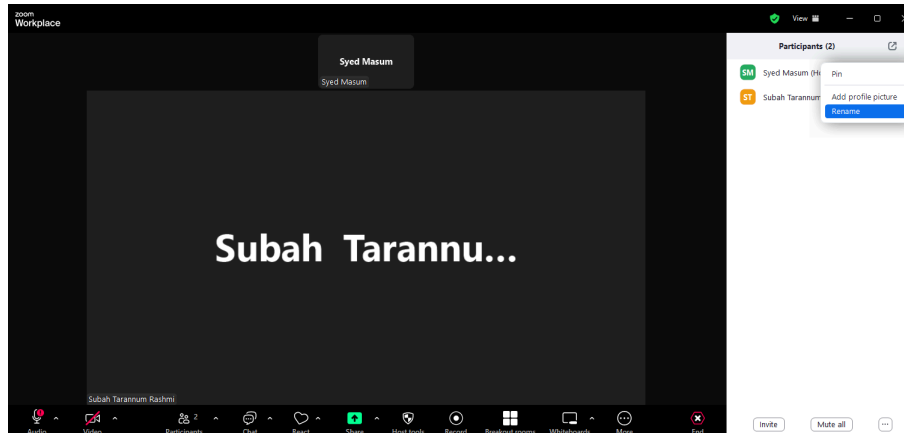 zoom
Workplace
View
Participants (2)
Syed Masum
Syed Masum
SM Syed Masum (Ho
Pin
ST Subah Tarannum
Add profile picture
Rename
Subah Tarannu...
Subah Tarannum Rashmi
Audio
Video
Participants 2
Chat
React
Share
Host tools
Record
Breakout rooms
Whiteboards
More
End
Invite
Mute all